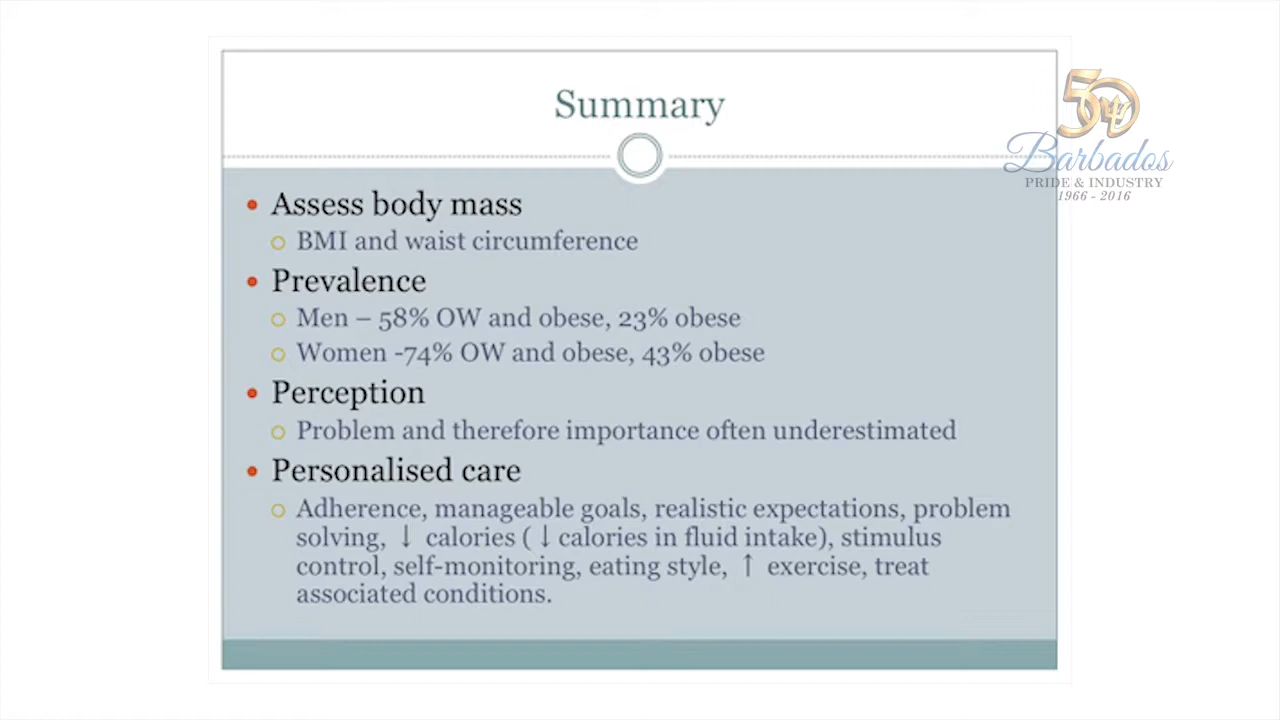 Summary
50
Barbados
PRIDE & INDUSTRY
1966 - 2016
Assess body mass
BMI and waist circumference
Prevalence
Men – 58% OW and obese, 23% obese
Women -74% OW and obese, 43% obese
Perception
Problem and therefore importance often underestimated
Personalised care
Adherence, manageable goals, realistic expectations, problem
solving, ↓ calories (↓calories in fluid intake), stimulus
control, self-monitoring, eating style, ↑ exercise, treat
associated conditions.